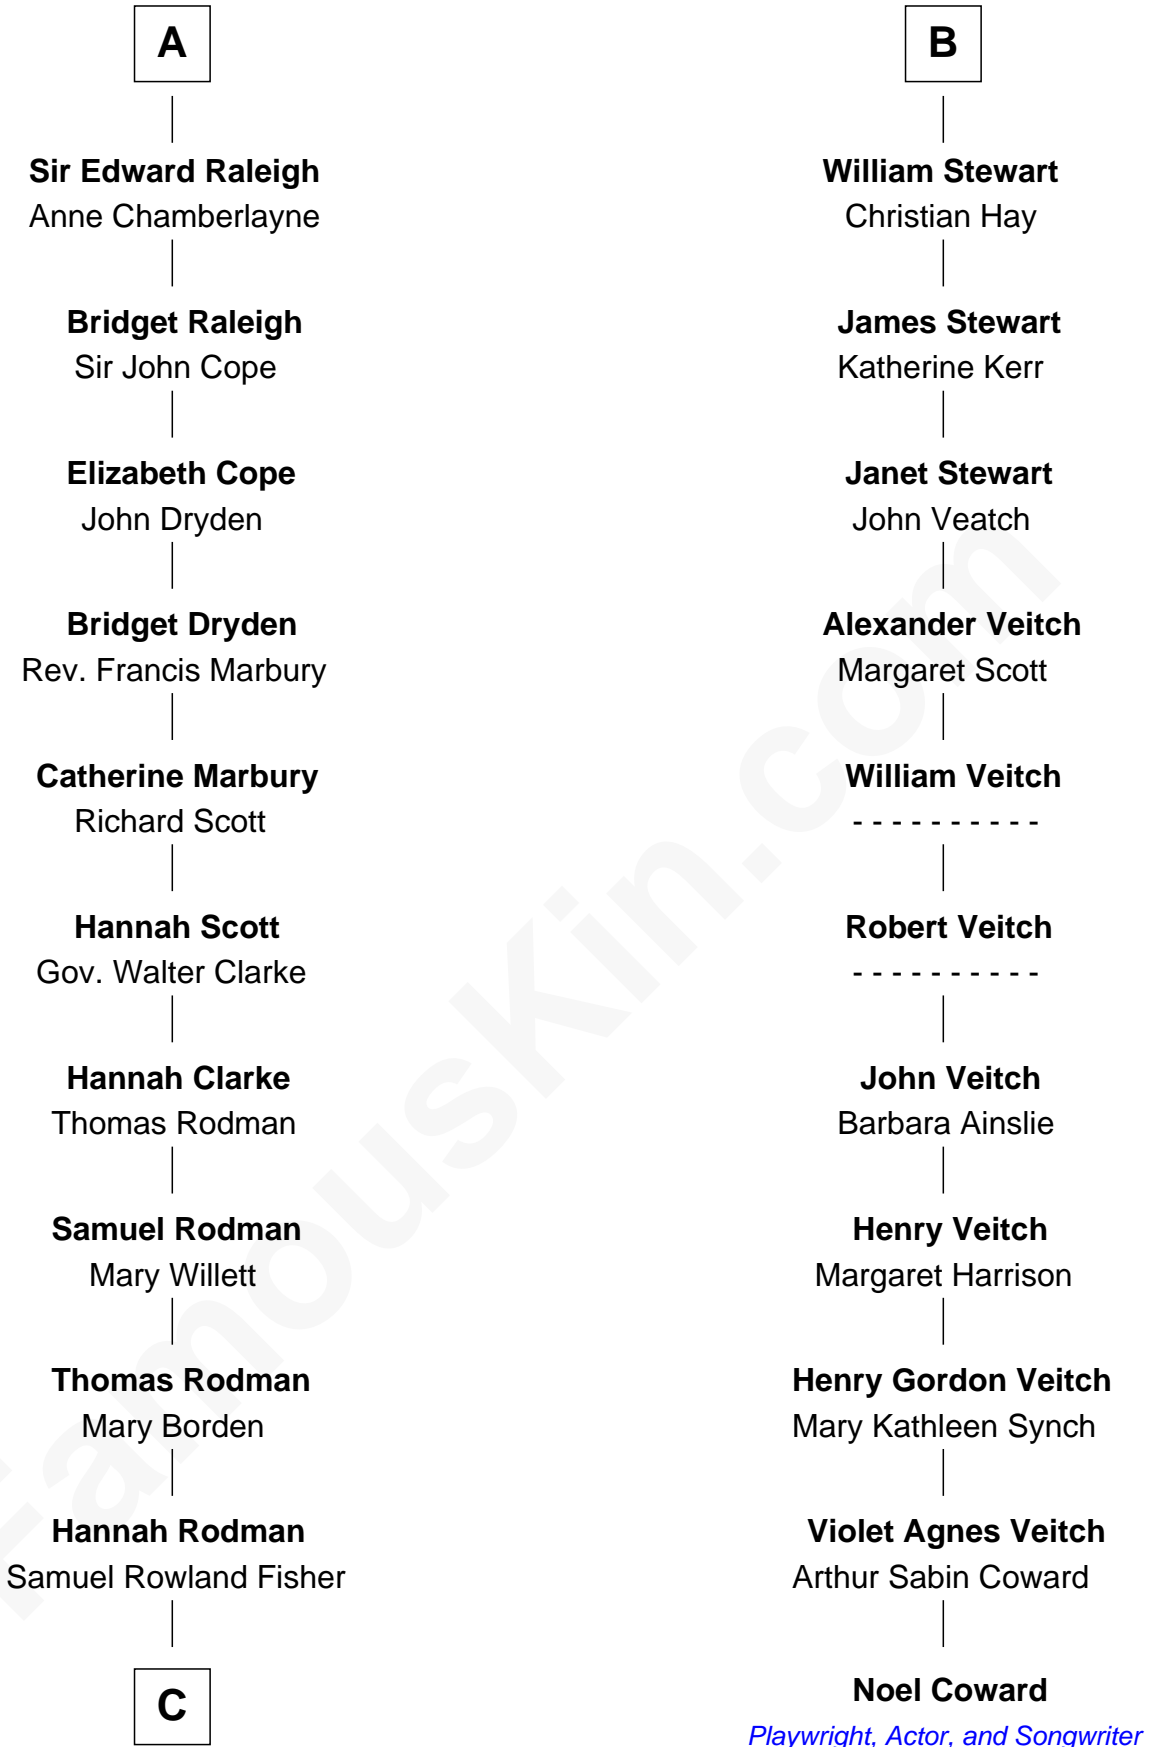 A
Sir Edward Raleigh
Anne Chamberlayne
Bridget Raleigh
Sir John Cope
Elizabeth Cope
John Dryden
Bridget Dryden
Rev. Francis Marbury
Catherine Marbury
Richard Scott
Hannah Scott
Gov. Walter Clarke
Hannah Clarke
Thomas Rodman
Samuel Rodman
Mary Willett
Thomas Rodman
Mary Borden
Hannah Rodman
Samuel Rowland Fisher
C
B
William Stewart
Christian Hay
James Stewart
Katherine Kerr
Janet Stewart
John Veatch
Alexander Veitch
Margaret Scott
William Veitch
- - - - - - - - - -
Robert Veitch
- - - - - - - - - -
John Veitch
Barbara Ainslie
Henry Veitch
Margaret Harrison
Henry Gordon Veitch
Mary Kathleen Synch
Violet Agnes Veitch
Arthur Sabin Coward
Noel Coward
Playwright, Actor, and Songwriter
FamousKin.com